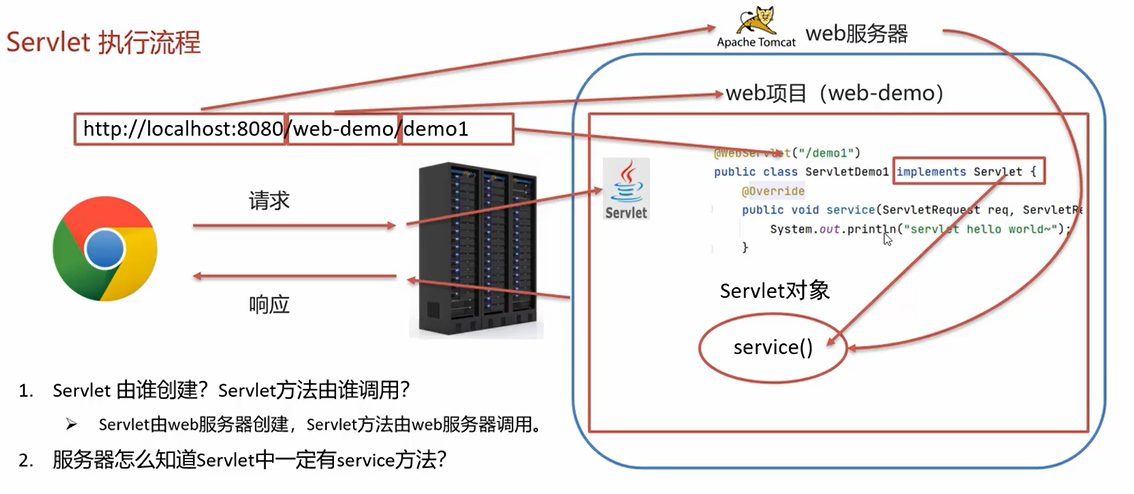 Servlet 执行流程
Apache Tomcat
web服务器
web项目（web-demo）
http://localhost:8080/web-demo/demo1
@WebServlet("/demo1")
public class ServletDemo1 implements Servlet {
@Override
public void service(ServletRequest req, ServletRe
System.out.println("servlet hello world~");
}
请求
Servlet
响应
Servlet对象
service()
1. Servlet 由谁创建？Servlet方法由谁调用？
➢ Servlet由web服务器创建，Servlet方法由web服务器调用。
2. 服务器怎么知道Servlet中一定有service方法？